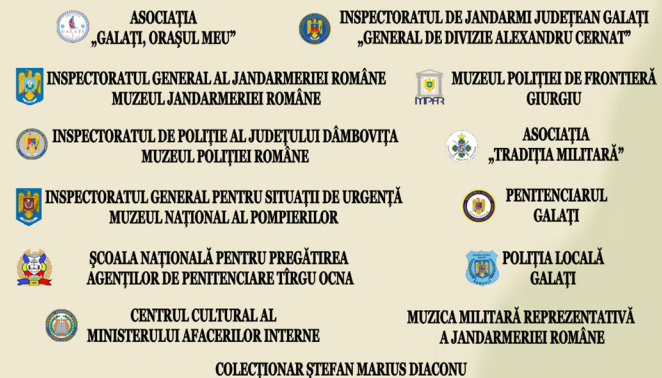 ASOCIAȚIA
„GALAȚI, ORAȘUL MEU”
INSPECTORATUL DE JANDARMI JUDEȚEAN GALAȚI
„GENERAL DE DIVIZIE ALEXANDRU CERNAT”
INSPECTORATUL GENERAL AL JANDARMERIEI ROMÂNE
MUZEUL JANDARMERIEI ROMÂNE
MUZEUL POLIȚIEI DE FRONTIERĂ
GIURGIU
MPFR
INSPECTORATUL DE POLIȚIE AL JUDEȚULUI DÂMBOVIȚA
MUZEUL POLIȚIEI ROMÂNE
ASOCIAȚIA
„TRADIȚIA MILITARĂ”
INSPECTORATUL GENERAL PENTRU SITUAȚII DE URGENȚĂ
MUZEUL NAȚIONAL AL POMPIERILOR
PENITENCIARUL
GALAȚI
ȘCOALA NAȚIONALĂ PENTRU PREGĂTIREA
AGENȚILOR DE PENITENCIARE TÎRGU OCNA
POLIȚIA LOCALĂ
GALAȚI
CENTRUL CULTURAL AL
MINISTERULUI AFACERILOR INTERNE
MUZICA MILITARĂ REPREZENTATIVĂ
A JANDARMERIEI ROMÂNE
COLECȚIONAR ȘTEFAN MARIUS DIACONU